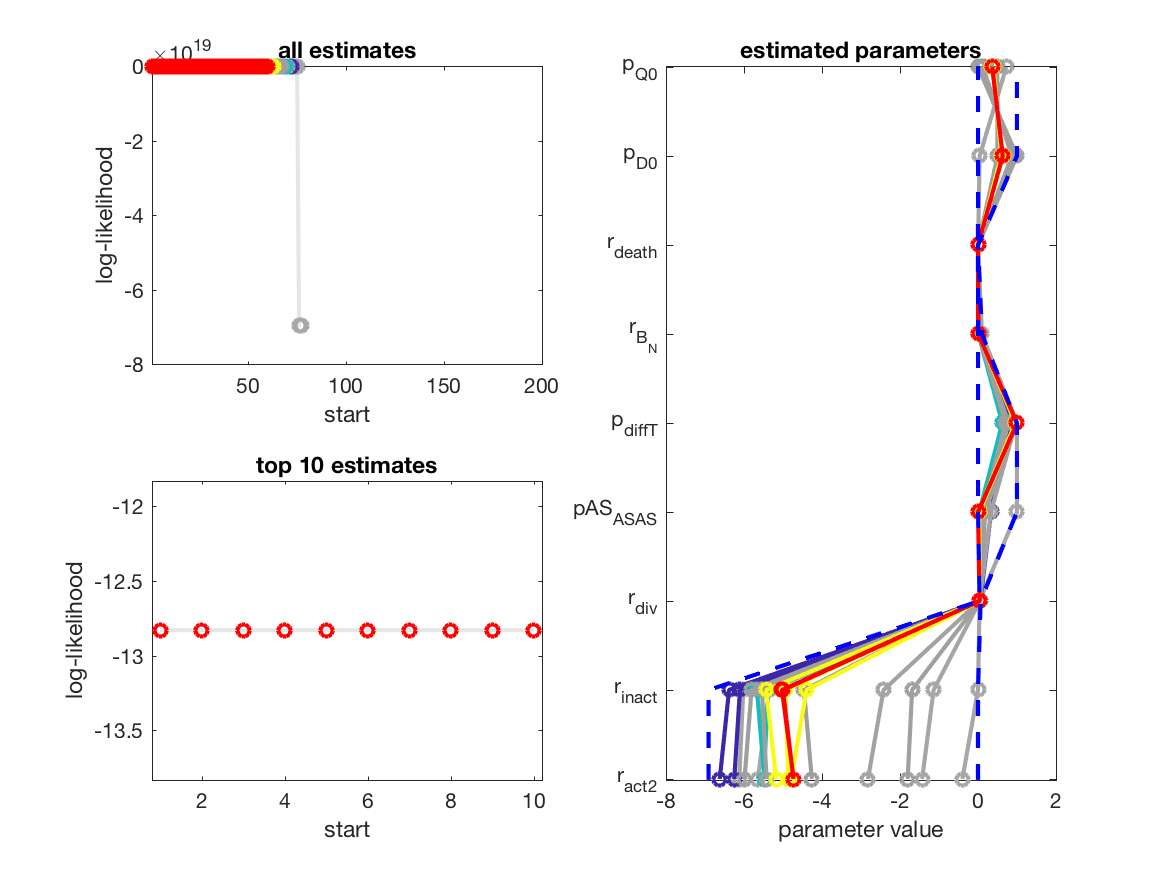 all estimates
×10^19
0
-2
-4
-6
-8
50 100 150 200
log-likelihood
start
top 10 estimates
-12
-12.5
-13
-13.5
2 4 6 8 10
log-likelihood
start
estimated parameters
p_Q0
p_D0
r_death
r_B_N
p_diffT
pAS_ASAS
r_div
r_inact
r_act2
-8 -6 -4 -2 0 2
parameter value